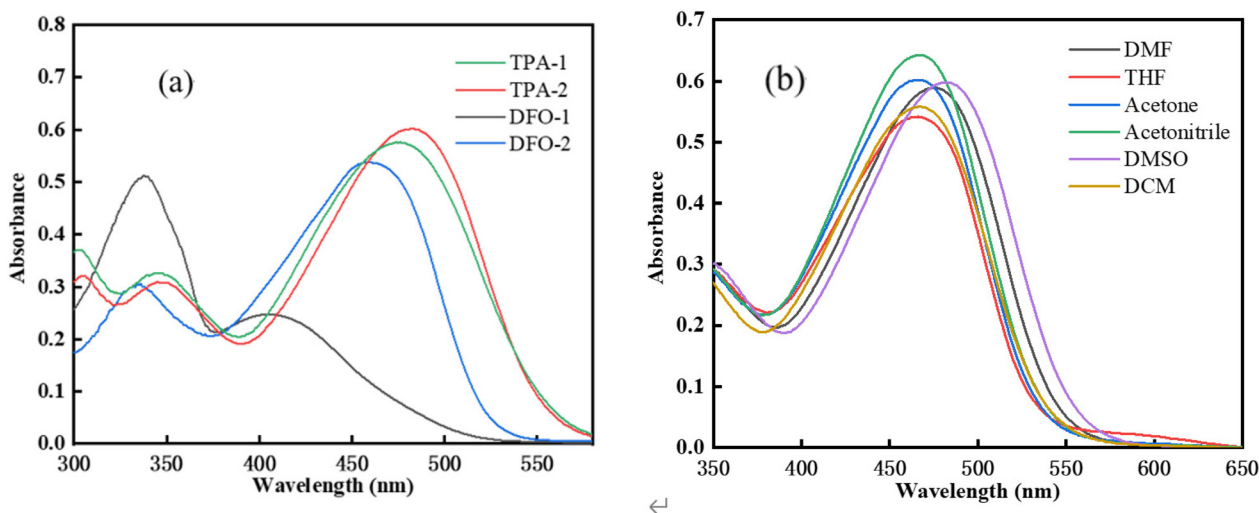 0.8
0.7
0.6
0.5
0.4
0.3
0.2
0.1
0.0
Absorbance
(a)
TPA-1
TPA-2
DFO-1
DFO-2
300 350 400 450 500 550
Wavelength (nm)
0.7
0.6
0.5
0.4
0.3
0.2
0.1
0.0
Absorbance
(b)
DMF
THF
Acetone
Acetonitrile
DMSO
DCM
350 400 450 500 550 600 650
Wavelength (nm)